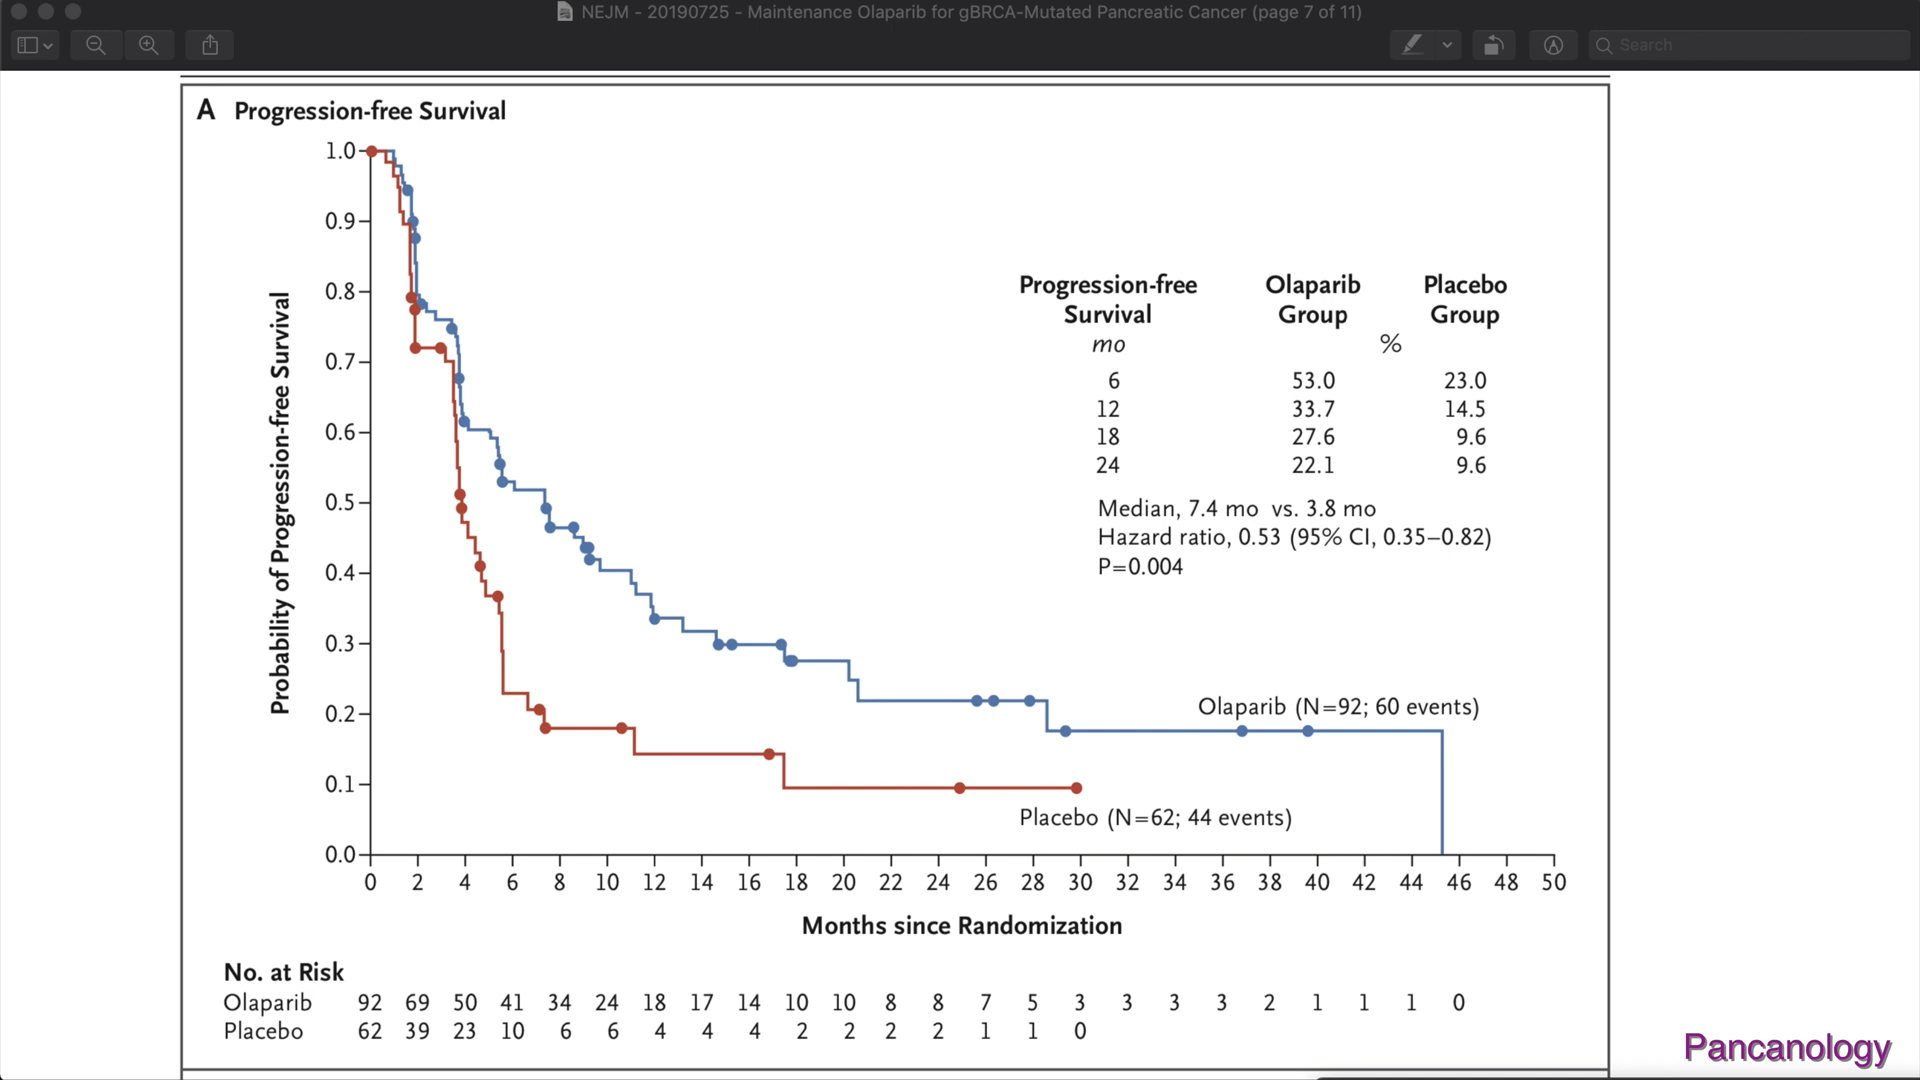 NEJM - 20190725 - Maintenance Olaparib for gBRCA-Mutated Pancreatic Cancer (page 7 of 11)
Search
A Progression-free Survival
Probability of Progression-free Survival
1.0
0.9
0.8
0.7
0.6
0.5
0.4
0.3
0.2
0.1
0.0
0 2 4 6 8 10 12 14 16 18 20 22 24 26 28 30 32 34 36 38 40 42 44 46 48 50
Months since Randomization
Progression-free Survival Olaparib Group Placebo Group
mo %
6 53.0 23.0
12 33.7 14.5
18 27.6 9.6
24 22.1 9.6
Median, 7.4 mo vs. 3.8 mo
Hazard ratio, 0.53 (95% CI, 0.35–0.82)
P=0.004
Olaparib (N=92; 60 events)
Placebo (N=62; 44 events)
No. at Risk
Olaparib 92 69 50 41 34 24 18 17 14 10 10 8 8 7 5 3 3 3 3 2 1 1 1 0
Placebo 62 39 23 10 6 6 4 4 4 2 2 2 2 1 1 0
Pancanology